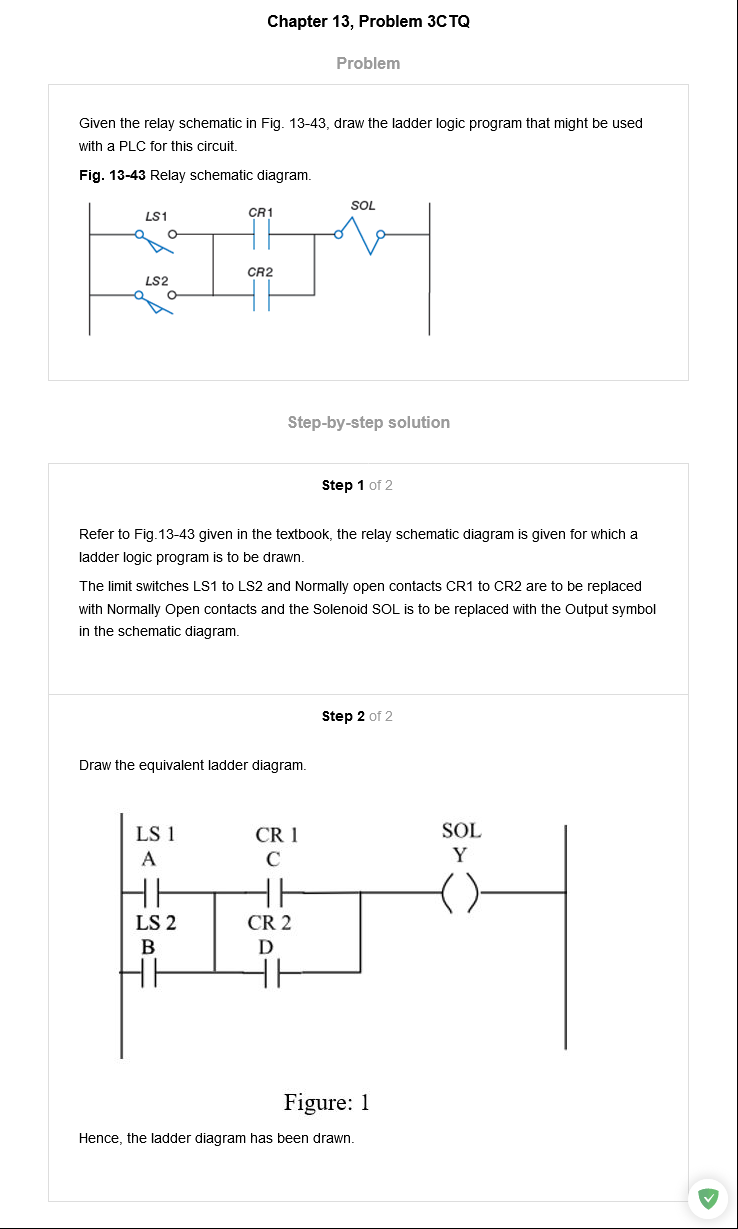 Chapter 13, Problem 3CTQ
Problem
Given the relay schematic in Fig. 13-43, draw the ladder logic program that might be used
with a PLC for this circuit.
Fig. 13-43 Relay schematic diagram.
LS1
CR1
SOL
LS2
CR2
Step-by-step solution
Step 1 of 2
Refer to Fig.13-43 given in the textbook, the relay schematic diagram is given for which a
ladder logic program is to be drawn.
The limit switches LS1 to LS2 and Normally open contacts CR1 to CR2 are to be replaced
with Normally Open contacts and the Solenoid SOL is to be replaced with the Output symbol
in the schematic diagram.
Step 2 of 2
Draw the equivalent ladder diagram.
LS 1
CR 1
SOL
A
C
Y
LS 2
CR 2
B
D
Figure: 1
Hence, the ladder diagram has been drawn.